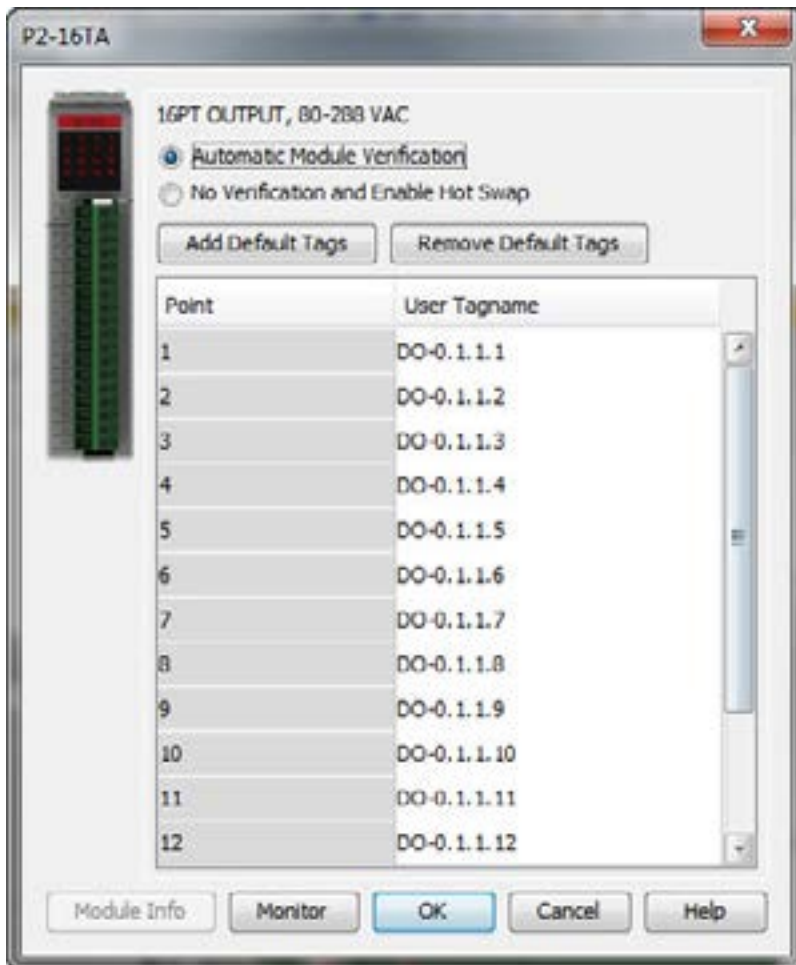 P2-16TA
16PT OUTPUT, 80-288 VAC
Automatic Module Verification
No Verification and Enable Hot Swap
Add Default Tags Remove Default Tags
Point User Tagname
1 DO-0.1.1.1
2 DO-0.1.1.2
3 DO-0.1.1.3
4 DO-0.1.1.4
5 DO-0.1.1.5
6 DO-0.1.1.6
7 DO-0.1.1.7
8 DO-0.1.1.8
9 DO-0.1.1.9
10 DO-0.1.1.10
11 DO-0.1.1.11
12 DO-0.1.1.12
Module Info Monitor OK Cancel Help